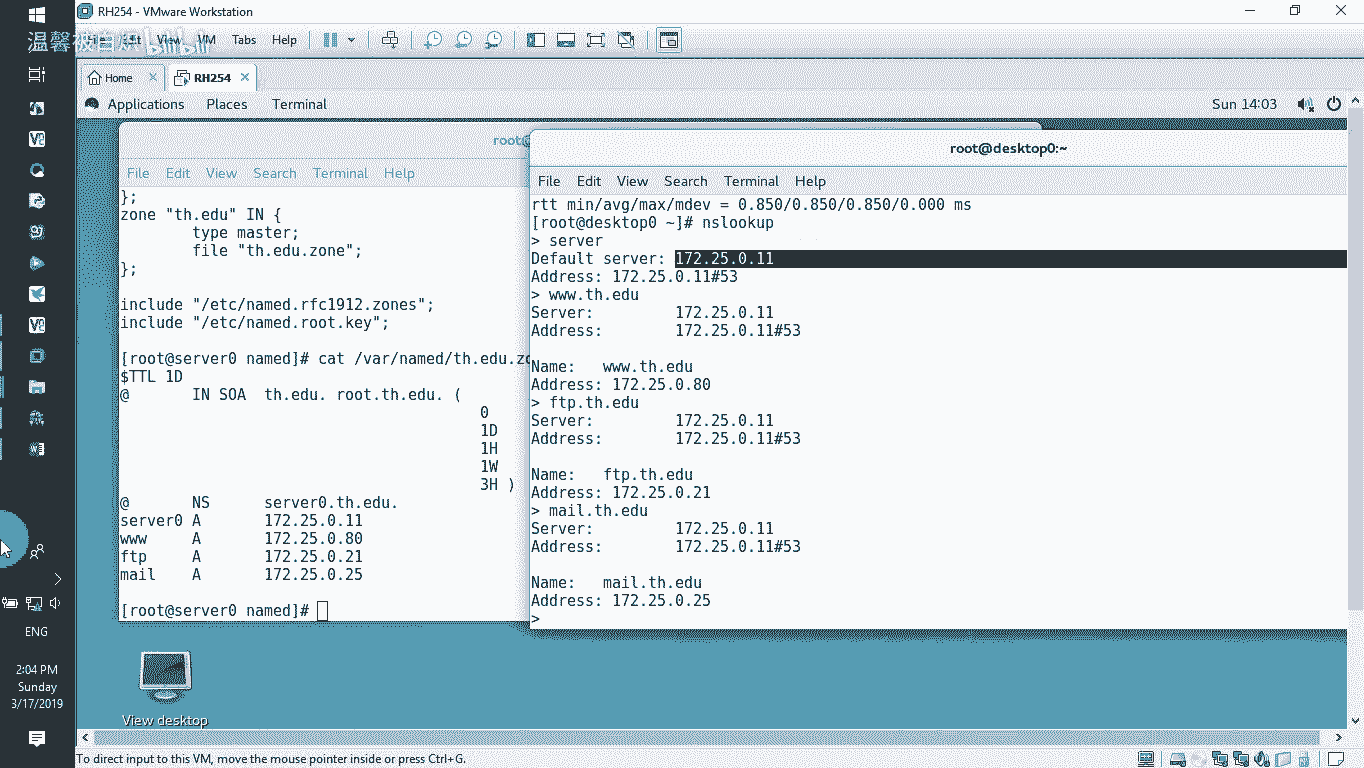 RH254 - VMware Workstation
温馨被自
bilibili
View VM Tabs Help
Home
RH254
Applications Places Terminal
Sun 14:03
root@
File Edit View Search Terminal Help
};
zone "th.edu" IN {
type master;
file "th.edu.zone";
};
include "/etc/named.rfc1912.zones";
include "/etc/named.root.key";
[root@server0 named]# cat /var/named/th.edu.zo
$TTL 1D
@ IN SOA th.edu. root.th.edu. (
0
1D
1H
1W
3H )
@ NS server0.th.edu.
server0 A 172.25.0.11
www A 172.25.0.80
ftp A 172.25.0.21
mail A 172.25.0.25
[root@server0 named]#
root@desktop0:~
File Edit View Search Terminal Help
rtt min/avg/max/mdev = 0.850/0.850/0.850/0.000 ms
[root@desktop0 ~]# nslookup
> server
Default server: 172.25.0.11
Address: 172.25.0.11#53
> www.th.edu
Server: 172.25.0.11
Address: 172.25.0.11#53
Name: www.th.edu
Address: 172.25.0.80
> ftp.th.edu
Server: 172.25.0.11
Address: 172.25.0.11#53
Name: ftp.th.edu
Address: 172.25.0.21
> mail.th.edu
Server: 172.25.0.11
Address: 172.25.0.11#53
Name: mail.th.edu
Address: 172.25.0.25
>
View desktop
ENG
2:04 PM
Sunday
3/17/2019
To direct input to this VM, move the mouse pointer inside or press Ctrl+G.